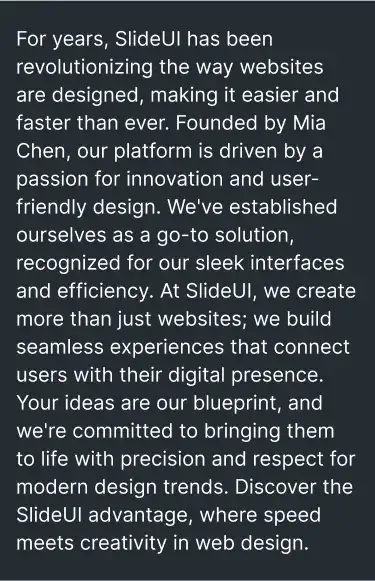 For years, SlideUI has been
revolutionizing the way websites
are designed, making it easier and
faster than ever. Founded by Mia
Chen, our platform is driven by a
passion for innovation and user-
friendly design. We've established
ourselves as a go-to solution,
recognized for our sleek interfaces
and efficiency. At SlideUI, we create
more than just websites; we build
seamless experiences that connect
users with their digital presence.
Your ideas are our blueprint, and
we're committed to bringing them
to life with precision and respect for
modern design trends. Discover the
SlideUI advantage, where speed
meets creativity in web design.